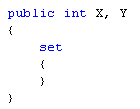 public int X, Y
{
set
{
}
}